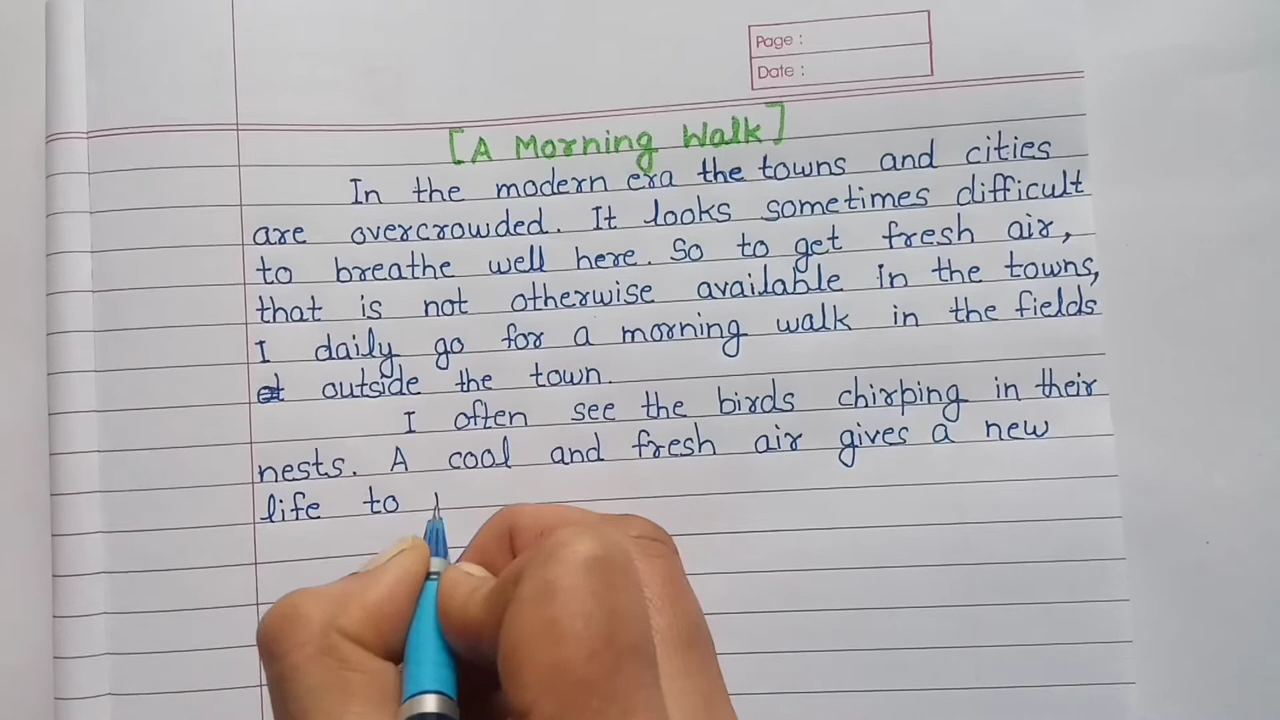 Page :
Date :
[A Morning Walk]
In the modern era the towns and cities
are overcrowded. It looks sometimes difficult
to breathe well here. So to get fresh air,
that is not otherwise available in the towns,
I daily go for a morning walk in the fields
outside the town.
I often see the birds chirping in their
nests. A cool and fresh air gives a new
life to